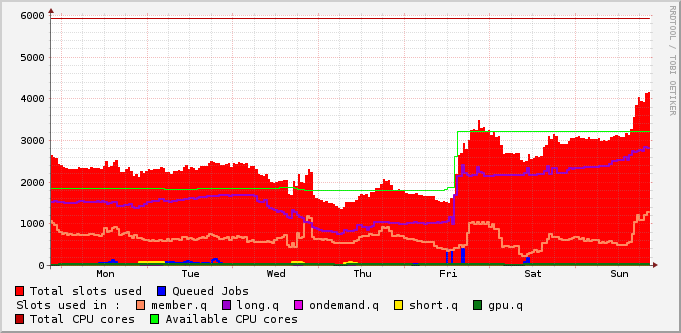 6000
5000
4000
3000
2000
1000
0
Mon Tue Wed Thu Fri Sat Sun
Total slots used Queued Jobs
Slots used in : member.q long.q ondemand.q short.q gpu.q
Total CPU cores Available CPU cores
RRDTOOL / TOBI OETIKER